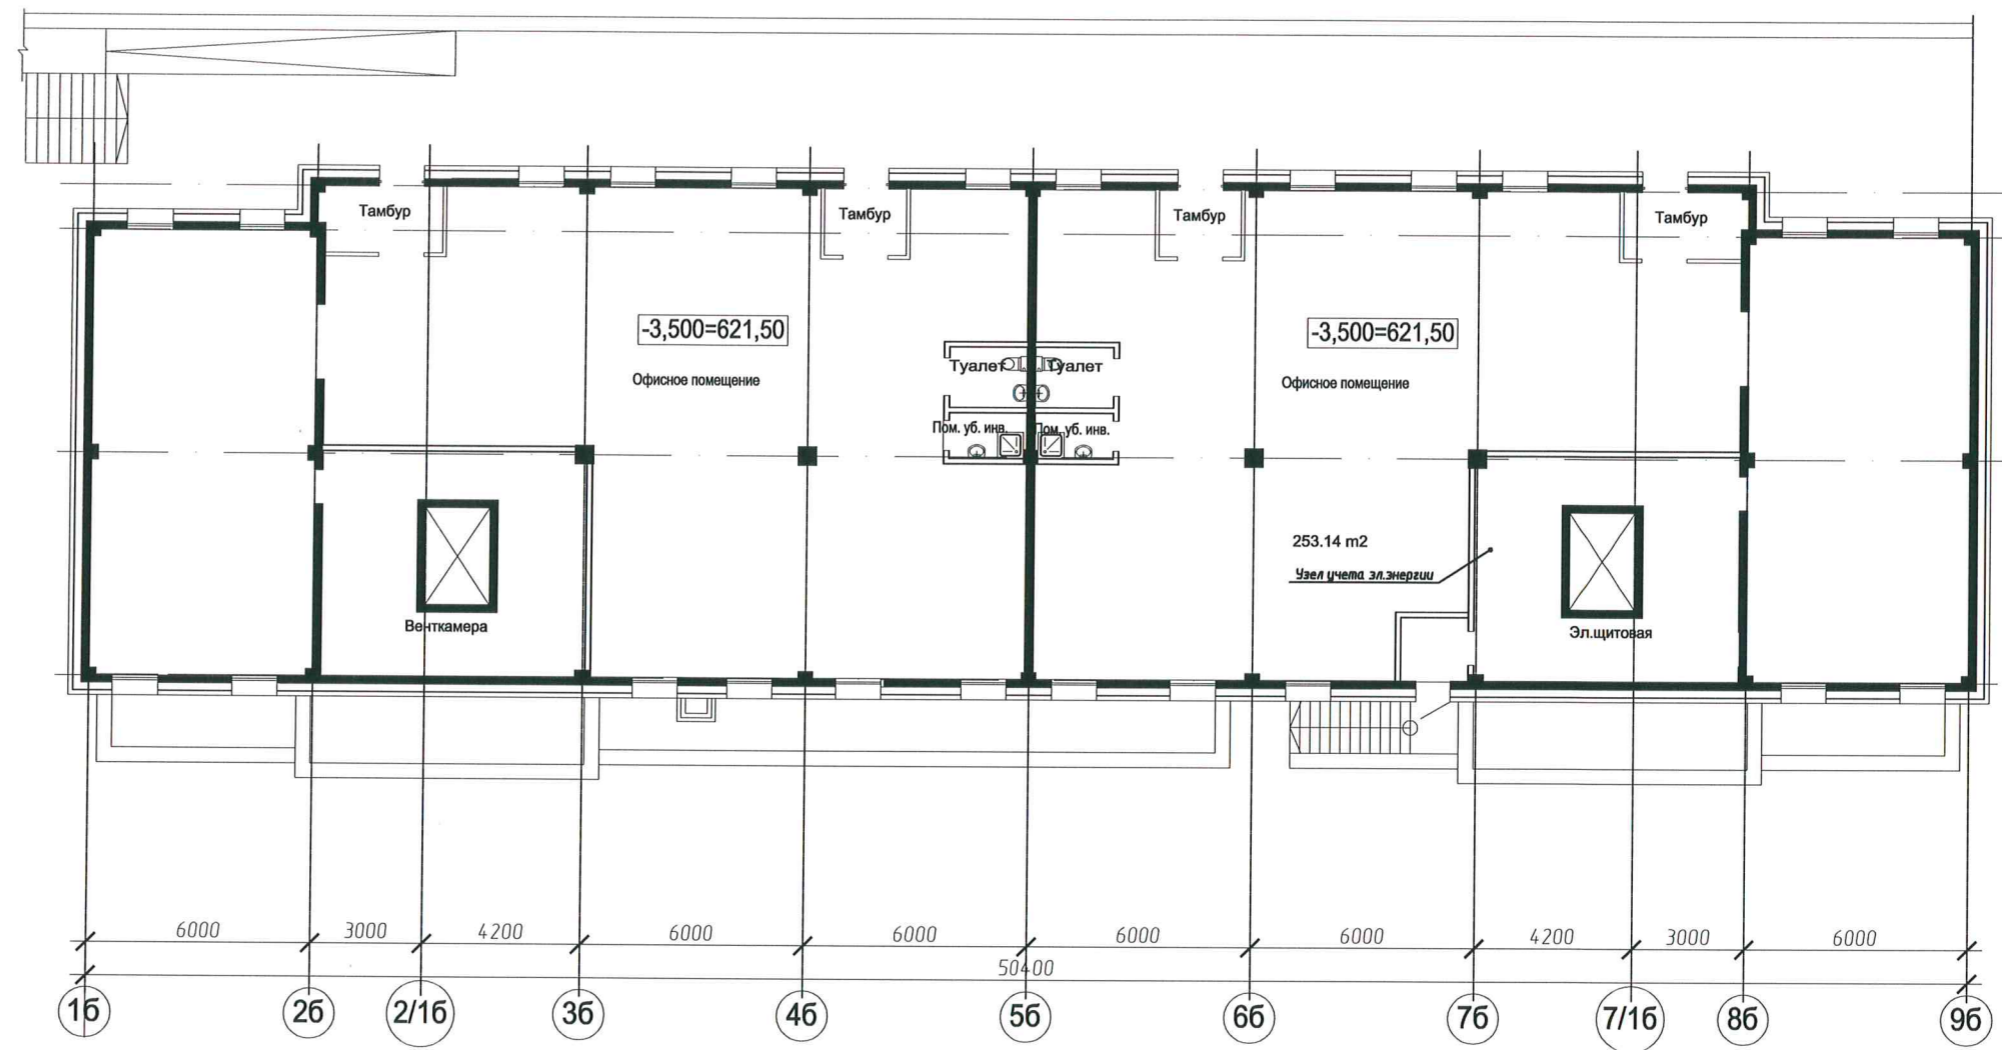 Тамбур
Тамбур
Тамбур
Тамбур
-3,500=621,50
-3,500=621,50
Офисное помещение
Туалет
Туалет
Офисное помещение
Пом. уб. инв.
Пом. уб. инв.
253.14 m2
Узел учета эл.энергии
Венткамера
Эл.щитовая
6000
3000
4200
6000
6000
6000
6000
4200
3000
6000
50400
1б
2б
2/1б
3б
4б
5б
6б
7б
7/1б
8б
9б